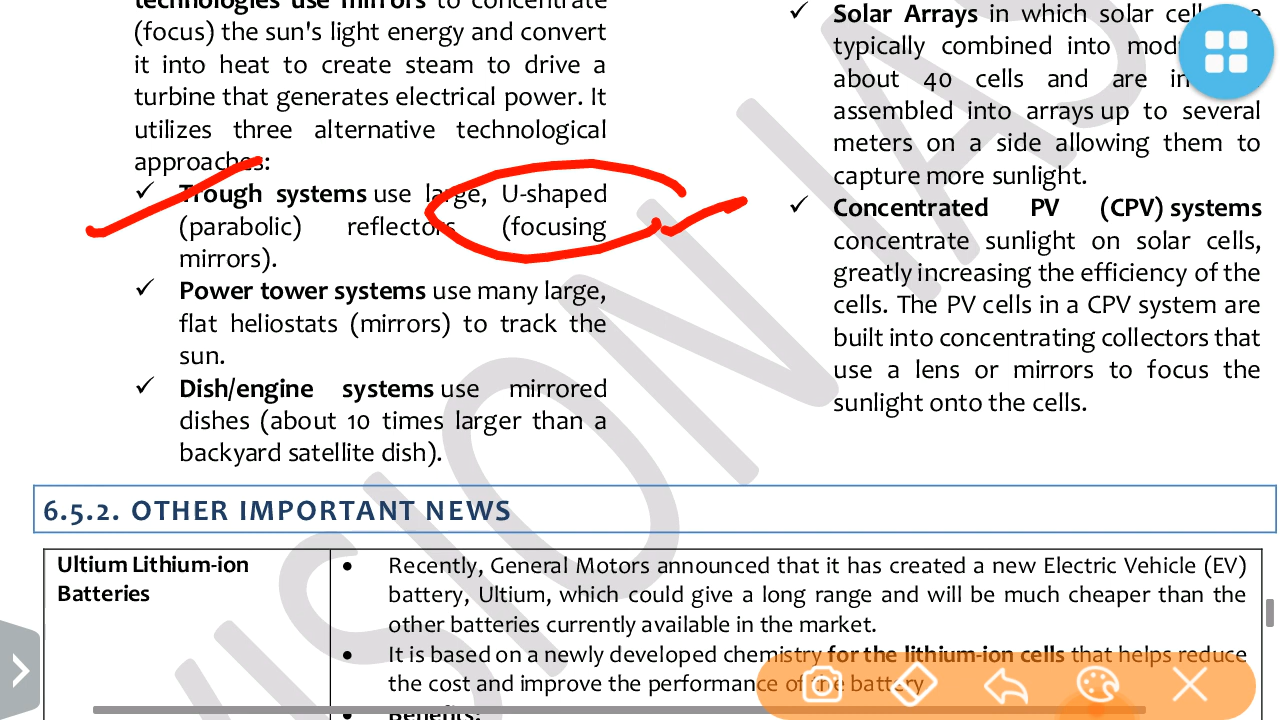 technologies use mirrors to concentrate
(focus) the sun's light energy and convert
it into heat to create steam to drive a
turbine that generates electrical power. It
utilizes three alternative technological
approaches:
✓ Trough systems use large, U-shaped
(parabolic) reflectors (focusing
mirrors).
✓ Power tower systems use many large,
flat heliostats (mirrors) to track the
sun.
✓ Dish/engine systems use mirrored
dishes (about 10 times larger than a
backyard satellite dish).
✓ Solar Arrays in which solar
typically combined into
about 40 cells and are
assembled into arrays up to several
meters on a side allowing them to
capture more sunlight.
✓ Concentrated PV (CPV) systems
concentrate sunlight on solar cells,
greatly increasing the efficiency of the
cells. The PV cells in a CPV system are
built into concentrating collectors that
use a lens or mirrors to focus the
sunlight onto the cells.
6.5.2. OTHER IMPORTANT NEWS
Ultium Lithium-ion
Batteries
• Recently, General Motors announced that it has created a new Electric Vehicle (EV)
battery, Ultium, which could give a long range and will be much cheaper than the
other batteries currently available in the market.
• It is based on a newly developed chemistry for the lithium-ion cells that helps reduce
the cost and improve the performance of the battery
• Benefits:
VISION IAS